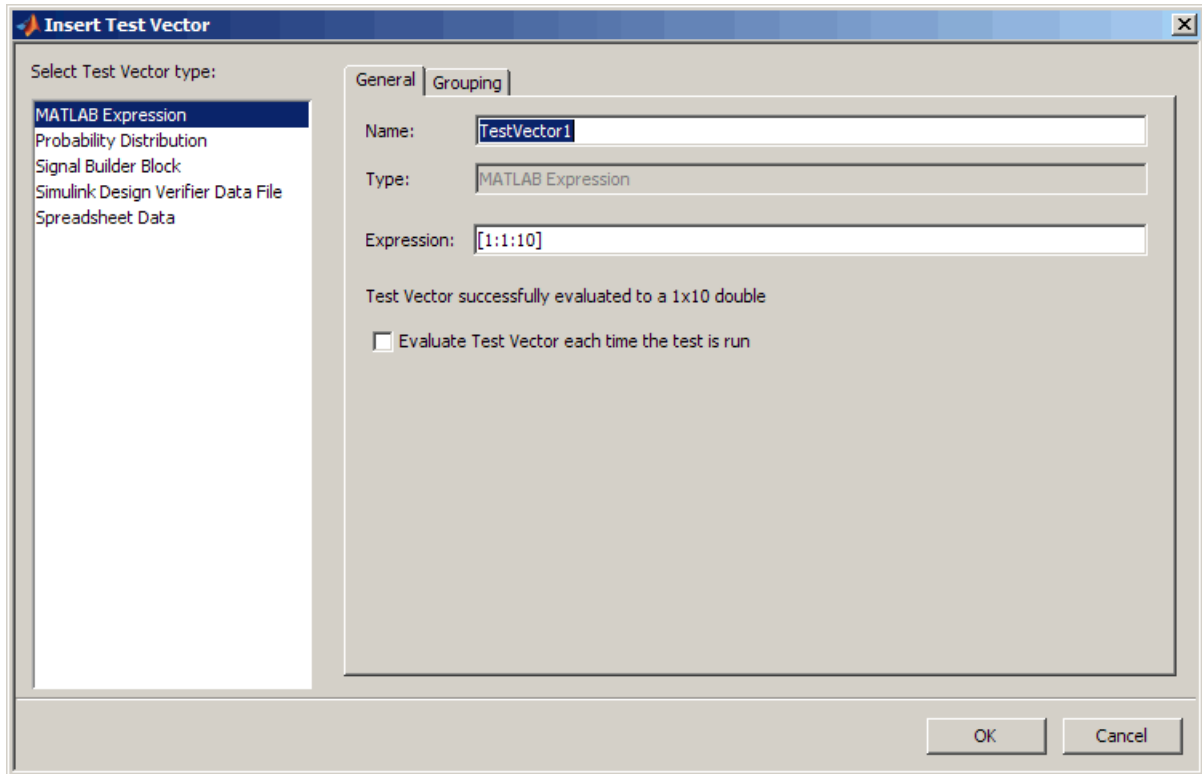 Insert Test Vector
Select Test Vector type:
MATLAB Expression
Probability Distribution
Signal Builder Block
Simulink Design Verifier Data File
Spreadsheet Data
General Grouping
Name: TestVector1
Type: MATLAB Expression
Expression: [1:1:10]
Test Vector successfully evaluated to a 1x10 double
Evaluate Test Vector each time the test is run
OK Cancel